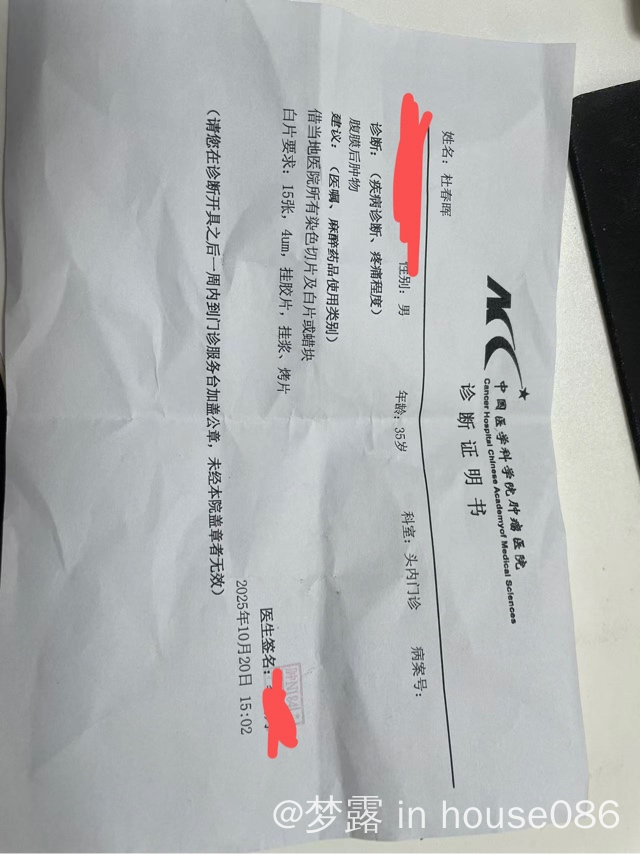 中国医学科学院肿瘤医院
Cancer Hospital Chinese Academyof Medical Sciences
诊断证明书
姓名：杜春晖
性别：男 年龄：35岁 科室：头内门诊 病案号：
诊断：（疾病诊断、疼痛程度）
腹膜后肿物
建议：（医嘱、麻醉药品使用类别）
借当地医院所有染色切片及白片或蜡块
白片要求：15张，4um，挂胶片，挂浆、烤片
医生签名：
2025年10月20日 15:02
（请您在诊断开具之后一周内到门诊服务台加盖公章，未经本院盖章者无效）
@梦露 in house086